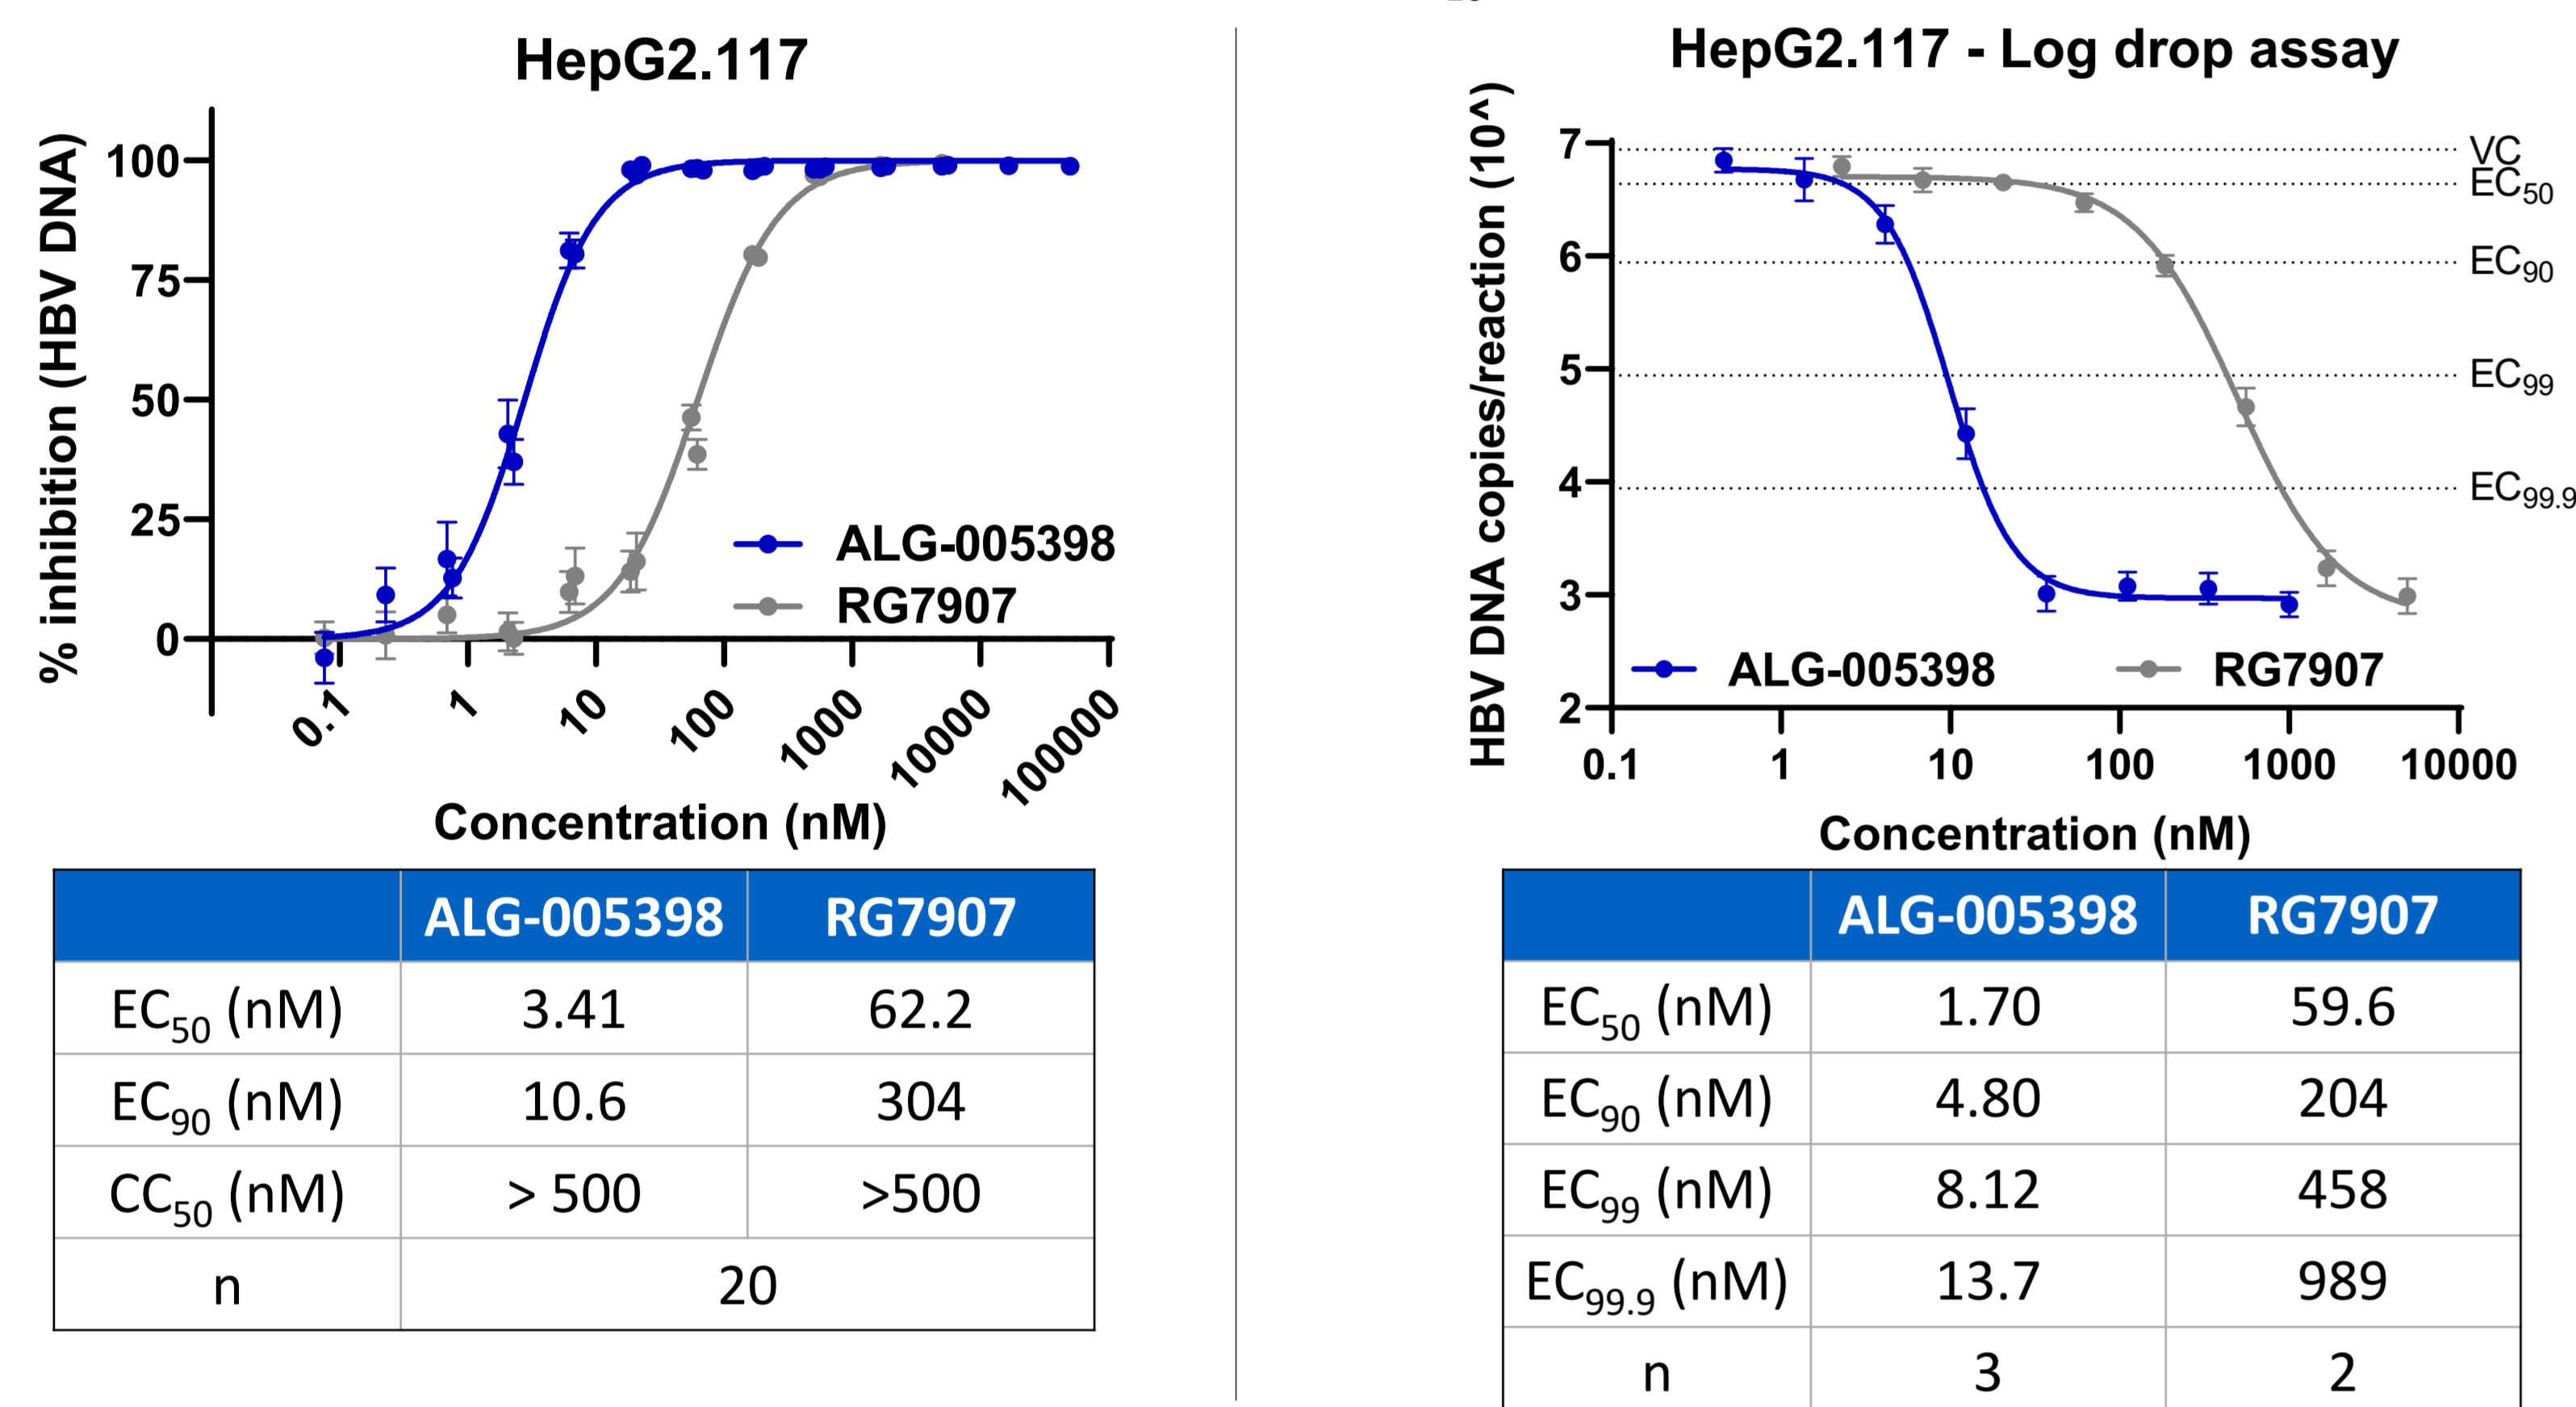 HepG2.117
% inhibition (HBV DNA)
100
75
50
25
0
ALG-005398
RG7907
0.1 1 10 100 1000 10000 100000
Concentration (nM)
ALG-005398 RG7907
EC50 (nM) 3.41 62.2
EC90 (nM) 10.6 304
CC50 (nM) > 500 >500
n 20
HepG2.117 - Log drop assay
HBV DNA copies/reaction (10^)
7
6
5
4
3
2
VC
EC50
EC90
EC99
EC99.9
ALG-005398 RG7907
0.1 1 10 100 1000 10000
Concentration (nM)
ALG-005398 RG7907
EC50 (nM) 1.70 59.6
EC90 (nM) 4.80 204
EC99 (nM) 8.12 458
EC99.9 (nM) 13.7 989
n 3 2